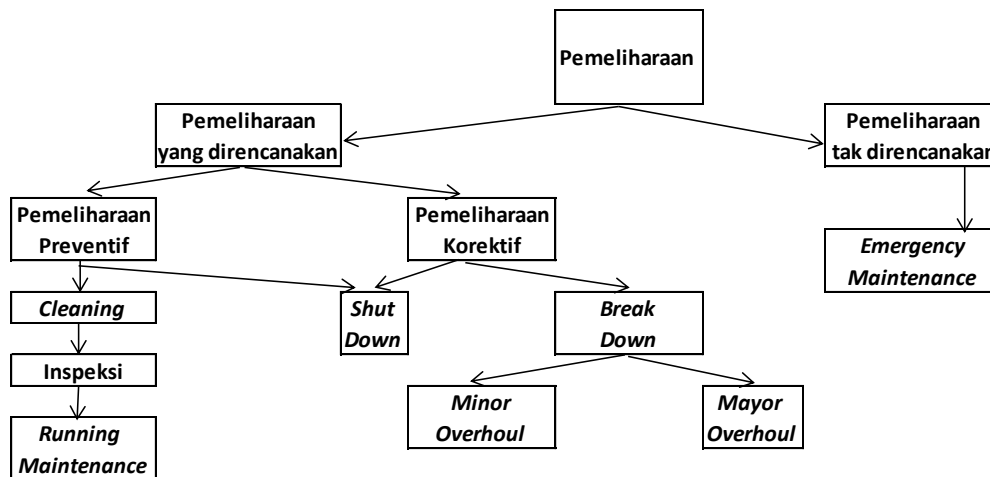 Pemeliharaan
Pemeliharaan
yang direncanakan
Pemeliharaan
tak direncanakan
Pemeliharaan
Preventif
Pemeliharaan
Korektif
Emergency
Maintenance
Cleaning
Shut
Down
Break
Down
Inspeksi
Minor
Overhoul
Mayor
Overhoul
Running
Maintenance